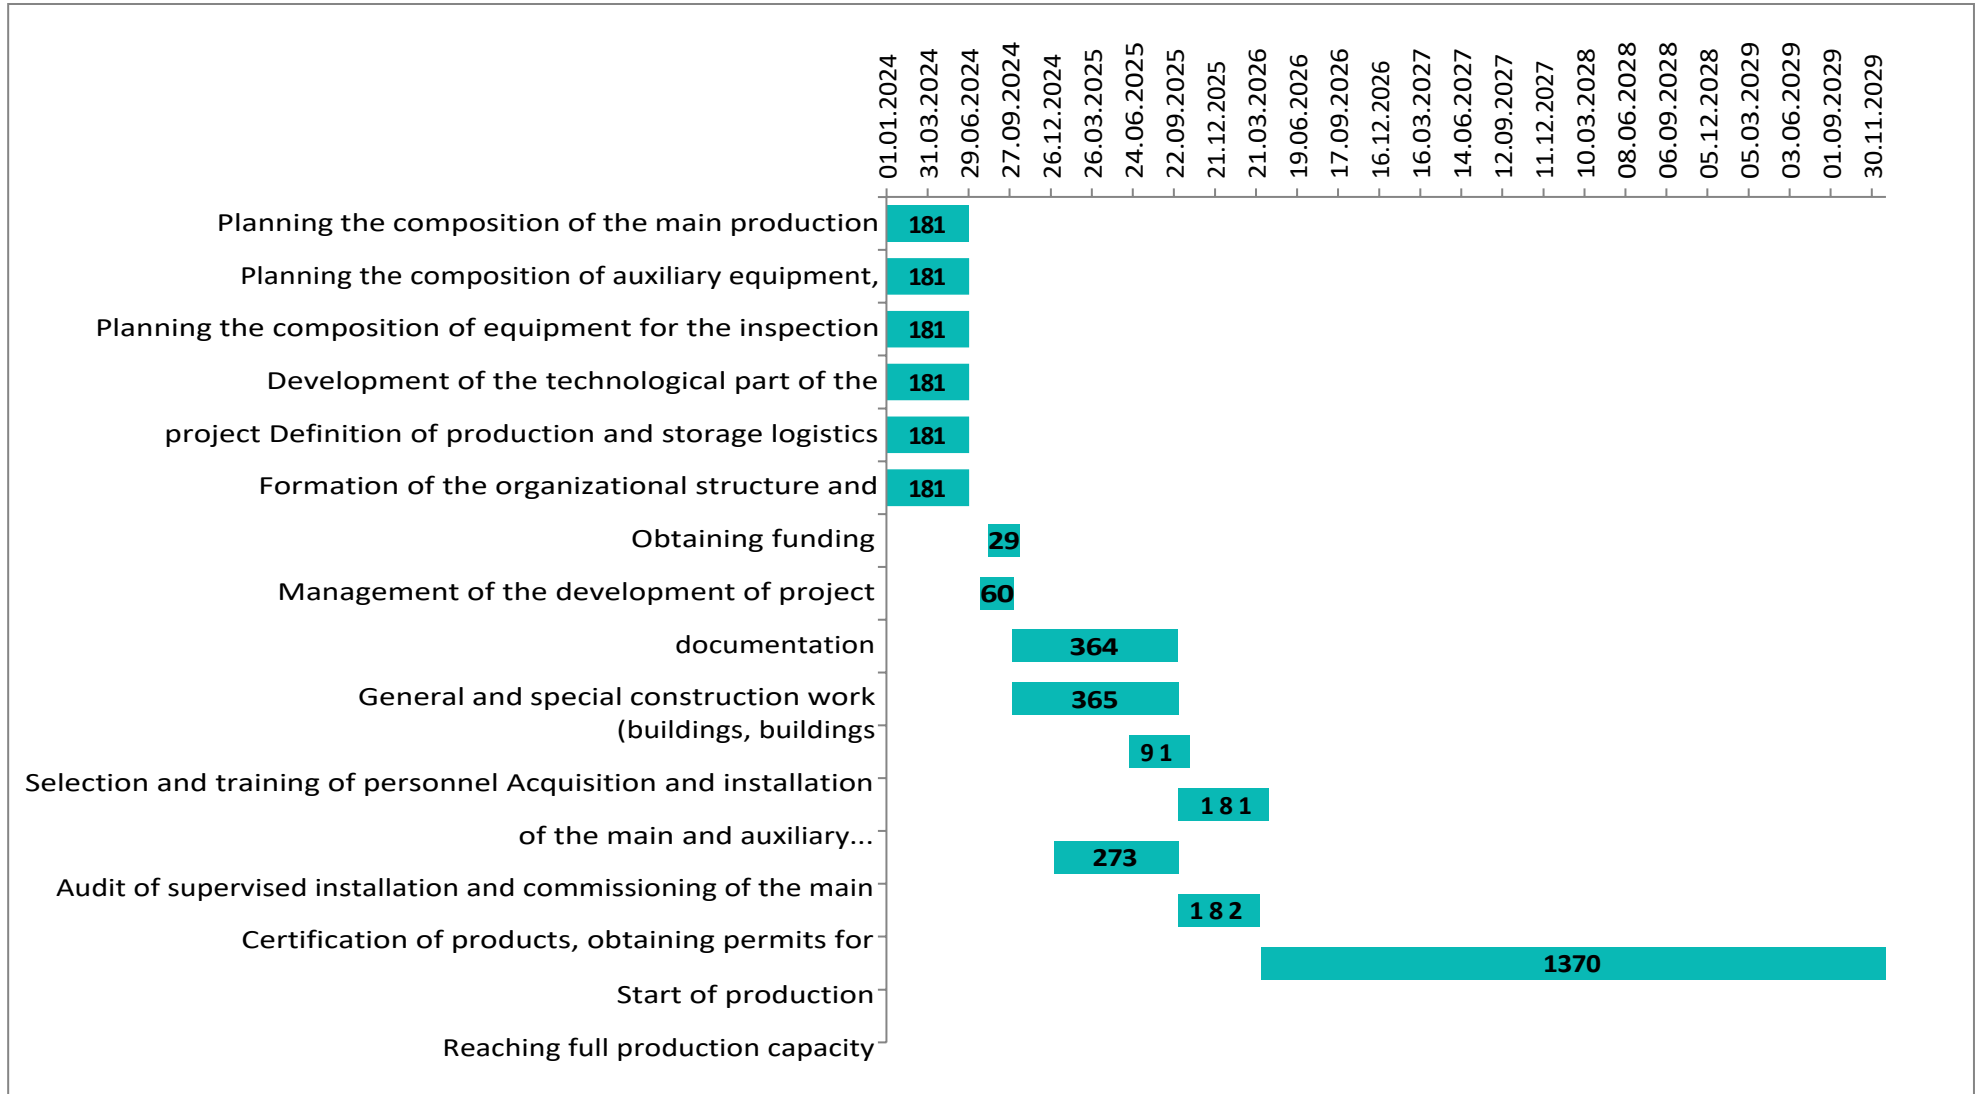 01.01.2024
31.03.2024
29.06.2024
27.09.2024
26.12.2024
26.03.2025
24.06.2025
22.09.2025
21.12.2025
21.03.2026
19.06.2026
17.09.2026
16.12.2026
16.03.2027
14.06.2027
12.09.2027
11.12.2027
10.03.2028
08.06.2028
06.09.2028
05.12.2028
05.03.2029
03.06.2029
01.09.2029
30.11.2029
Planning the composition of the main production
181
Planning the composition of auxiliary equipment,
181
Planning the composition of equipment for the inspection
181
Development of the technological part of the
181
project Definition of production and storage logistics
181
Formation of the organizational structure and
181
Obtaining funding
29
Management of the development of project
60
documentation
364
General and special construction work
365
(buildings, buildings
91
Selection and training of personnel Acquisition and installation
181
of the main and auxiliary...
273
Audit of supervised installation and commissioning of the main
182
Certification of products, obtaining permits for
1370
Start of production
Reaching full production capacity